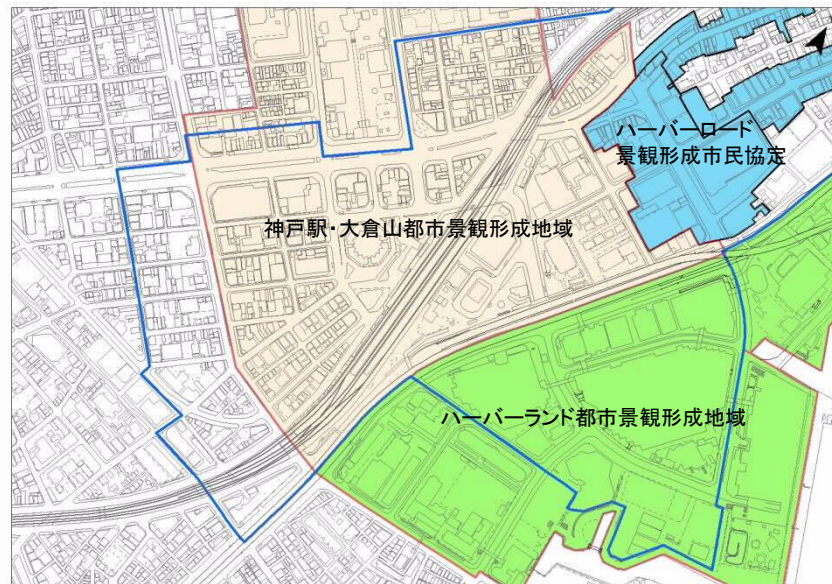 ハーバーロード
景観形成市民協定
神戸駅・大倉山都市景観形成地域
ハーバーランド都市景観形成地域